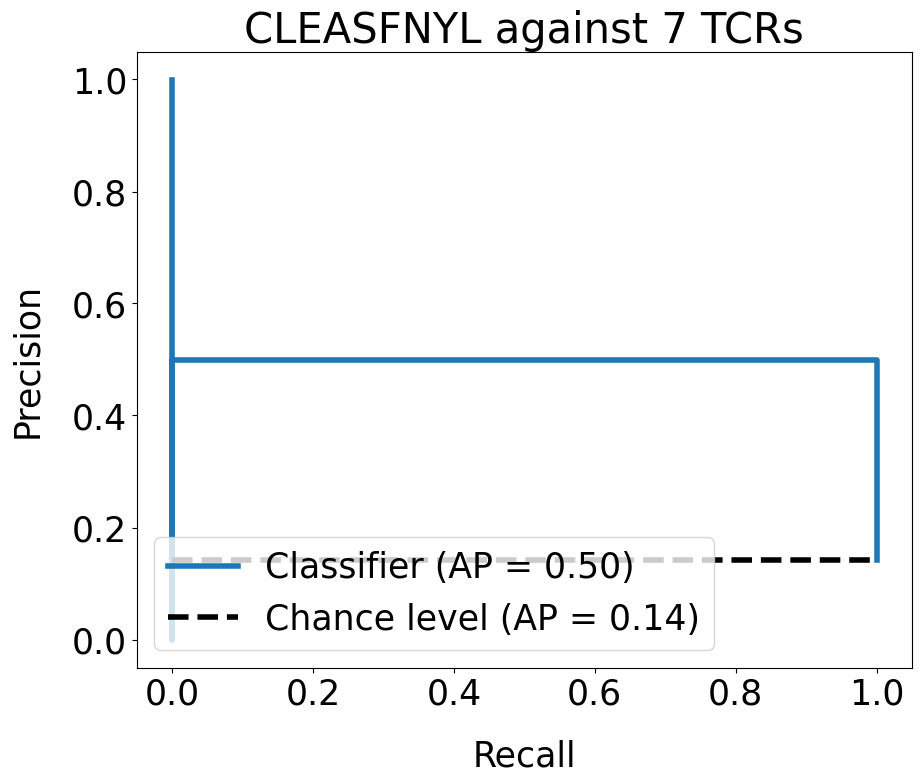 CLEASFNYL against 7 TCRs
1.0
0.8
0.6
0.4
0.2
0.0
Precision
Classifier (AP = 0.50)
Chance level (AP = 0.14)
0.0 0.2 0.4 0.6 0.8 1.0
Recall